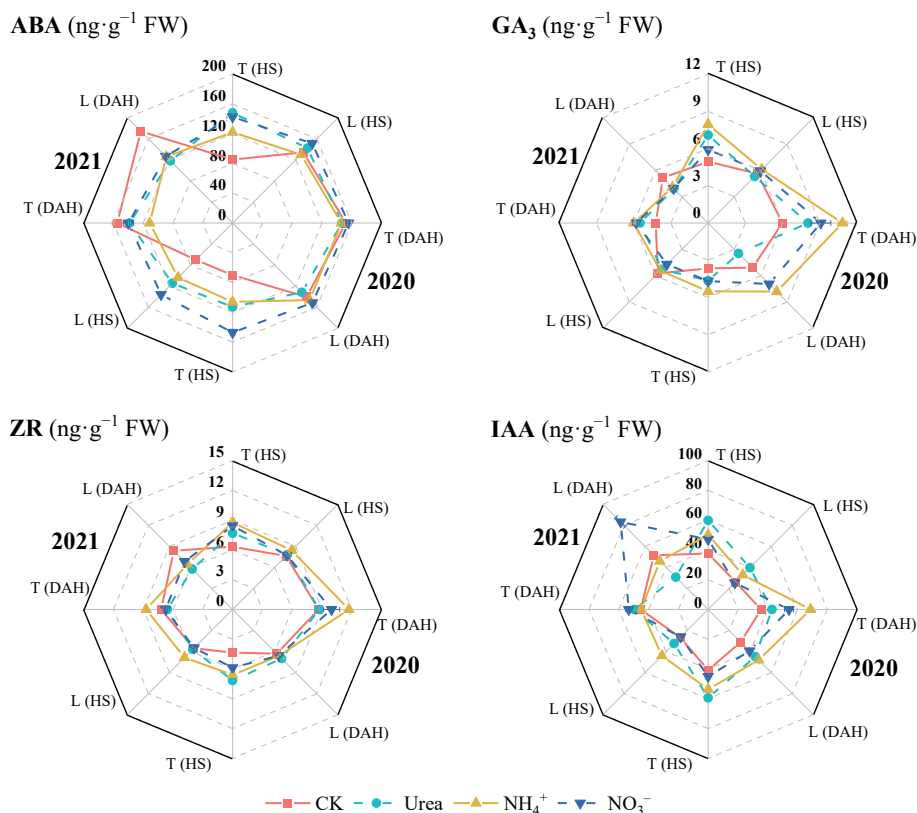 ABA (ng·g⁻¹ FW)
200
160
120
80
40
0
T (HS)
L (HS)
T (DAH)
L (DAH)
T (HS)
L (HS)
T (DAH)
L (DAH)
2021
2020
GA₃ (ng·g⁻¹ FW)
12
9
6
3
0
T (HS)
L (HS)
T (DAH)
L (DAH)
T (HS)
L (HS)
T (DAH)
L (DAH)
2021
2020
ZR (ng·g⁻¹ FW)
15
12
9
6
3
0
T (HS)
L (HS)
T (DAH)
L (DAH)
T (HS)
L (HS)
T (DAH)
L (DAH)
2021
2020
IAA (ng·g⁻¹ FW)
100
80
60
40
20
0
T (HS)
L (HS)
T (DAH)
L (DAH)
T (HS)
L (HS)
T (DAH)
L (DAH)
2021
2020
CK Urea NH₄⁺ NO₃⁻